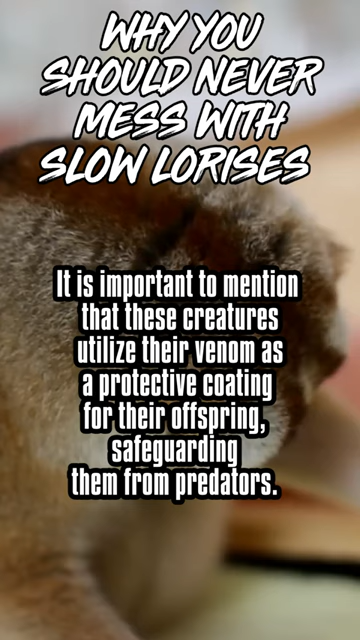 WHY YOU
SHOULD NEVER
MESS WITH
SLOW LORISES
It is important to mention
that these creatures
utilize their venom as
a protective coating
for their offspring,
safeguarding
them from predators.